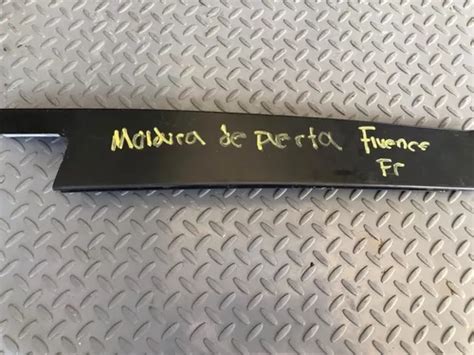 Moldura de puerta Fluence
Fr